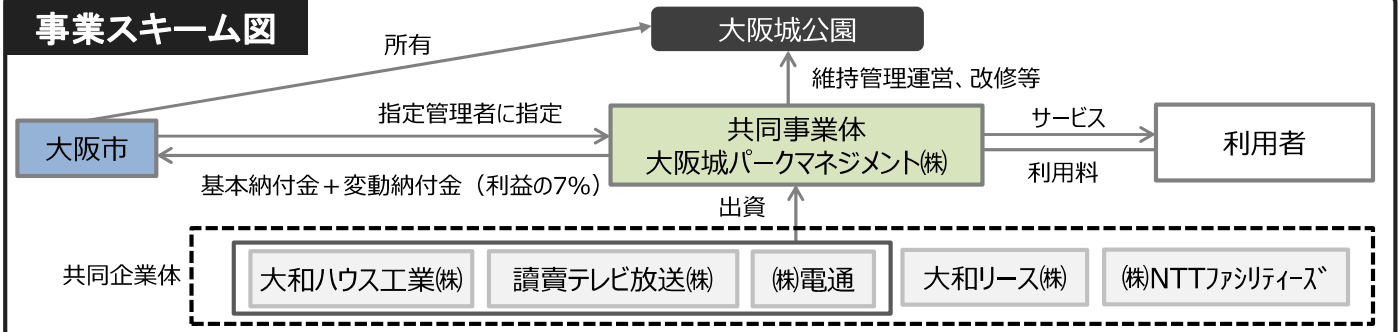 事業スキーム図
大阪城公園
所有
維持管理運営、改修等
指定管理者に指定
大阪市
共同事業体
大阪城パークマネジメント㈱
サービス
利用者
利用料
基本納付金＋変動納付金（利益の7%）
出資
共同企業体
大和ハウス工業㈱
讀賣テレビ放送㈱
㈱電通
大和リース㈱
㈱NTTﾌｧｼﾘﾃｨｰｽﾞ